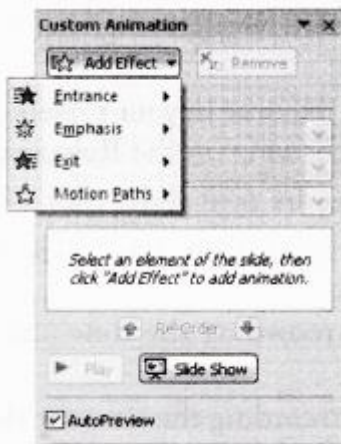 Custom Animation
Add Effect
Remove
Entrance
Emphasis
Exit
Motion Paths
Select an element of the slide, then
click "Add Effect" to add animation.
Re-Order
Play
Slide Show
AutoPreview